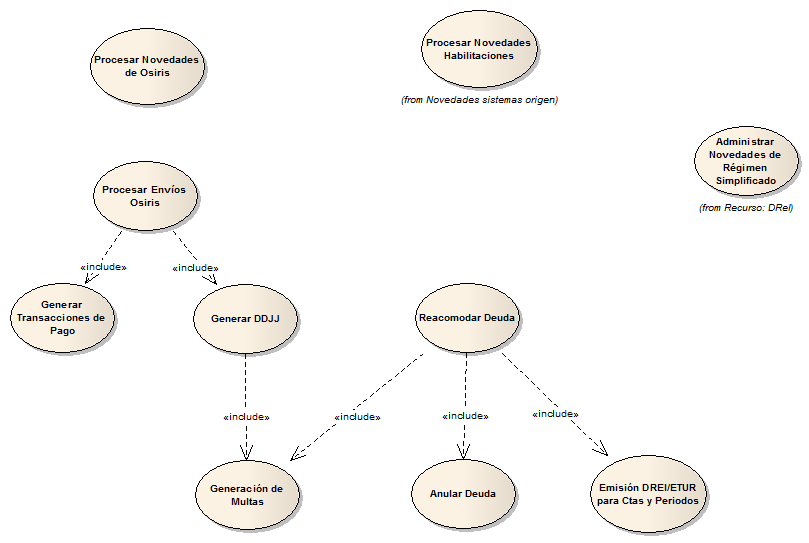 Procesar Novedades
de Osiris
Procesar Novedades
Habilitaciones
(from Novedades sistemas origen)
Administrar
Novedades de
Régimen
Simplificado
(from Recurso: DReI)
Procesar Envíos
Osiris
«include»
«include»
Generar
Transacciones de
Pago
Generar DDJJ
Reacomodar Deuda
«include»
«include»
«include»
«include»
Generación de
Multas
Anular Deuda
Emisión DREI/ETUR
para Ctas y Periodos